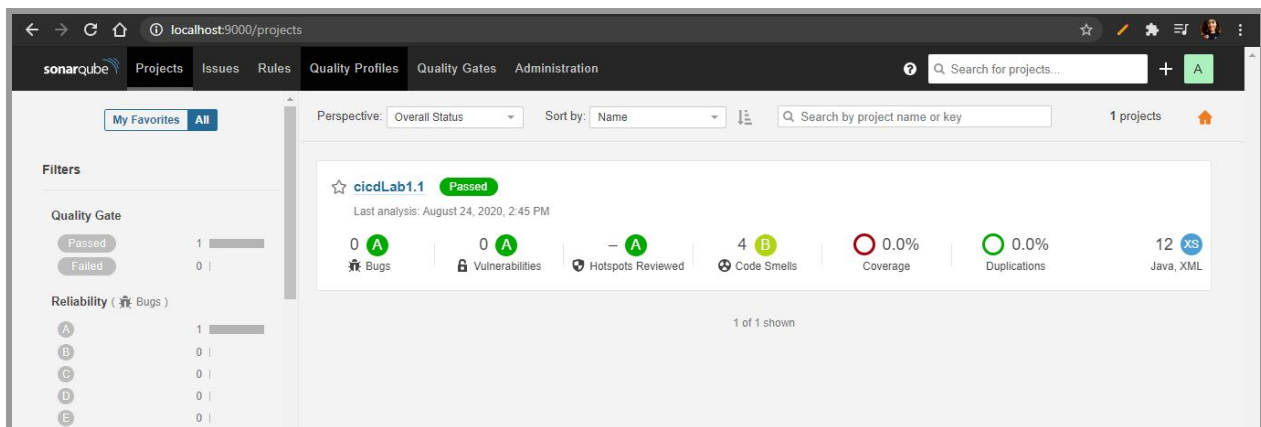 localhost:9000/projects
sonarqube Projects Issues Rules Quality Profiles Quality Gates Administration ? Search for projects... + A
My Favorites All
Perspective: Overall Status Sort by: Name Search by project name or key 1 projects
Filters
Quality Gate
Passed 1
Failed 0
Reliability ( Bugs )
A 1
B 0
C 0
D 0
E 0
cicdLab1.1 Passed
Last analysis: August 24, 2020, 2:45 PM
0 A 0 A – A 4 B 0.0% 0.0% 12 XS
Bugs Vulnerabilities Hotspots Reviewed Code Smells Coverage Duplications Java, XML
1 of 1 shown